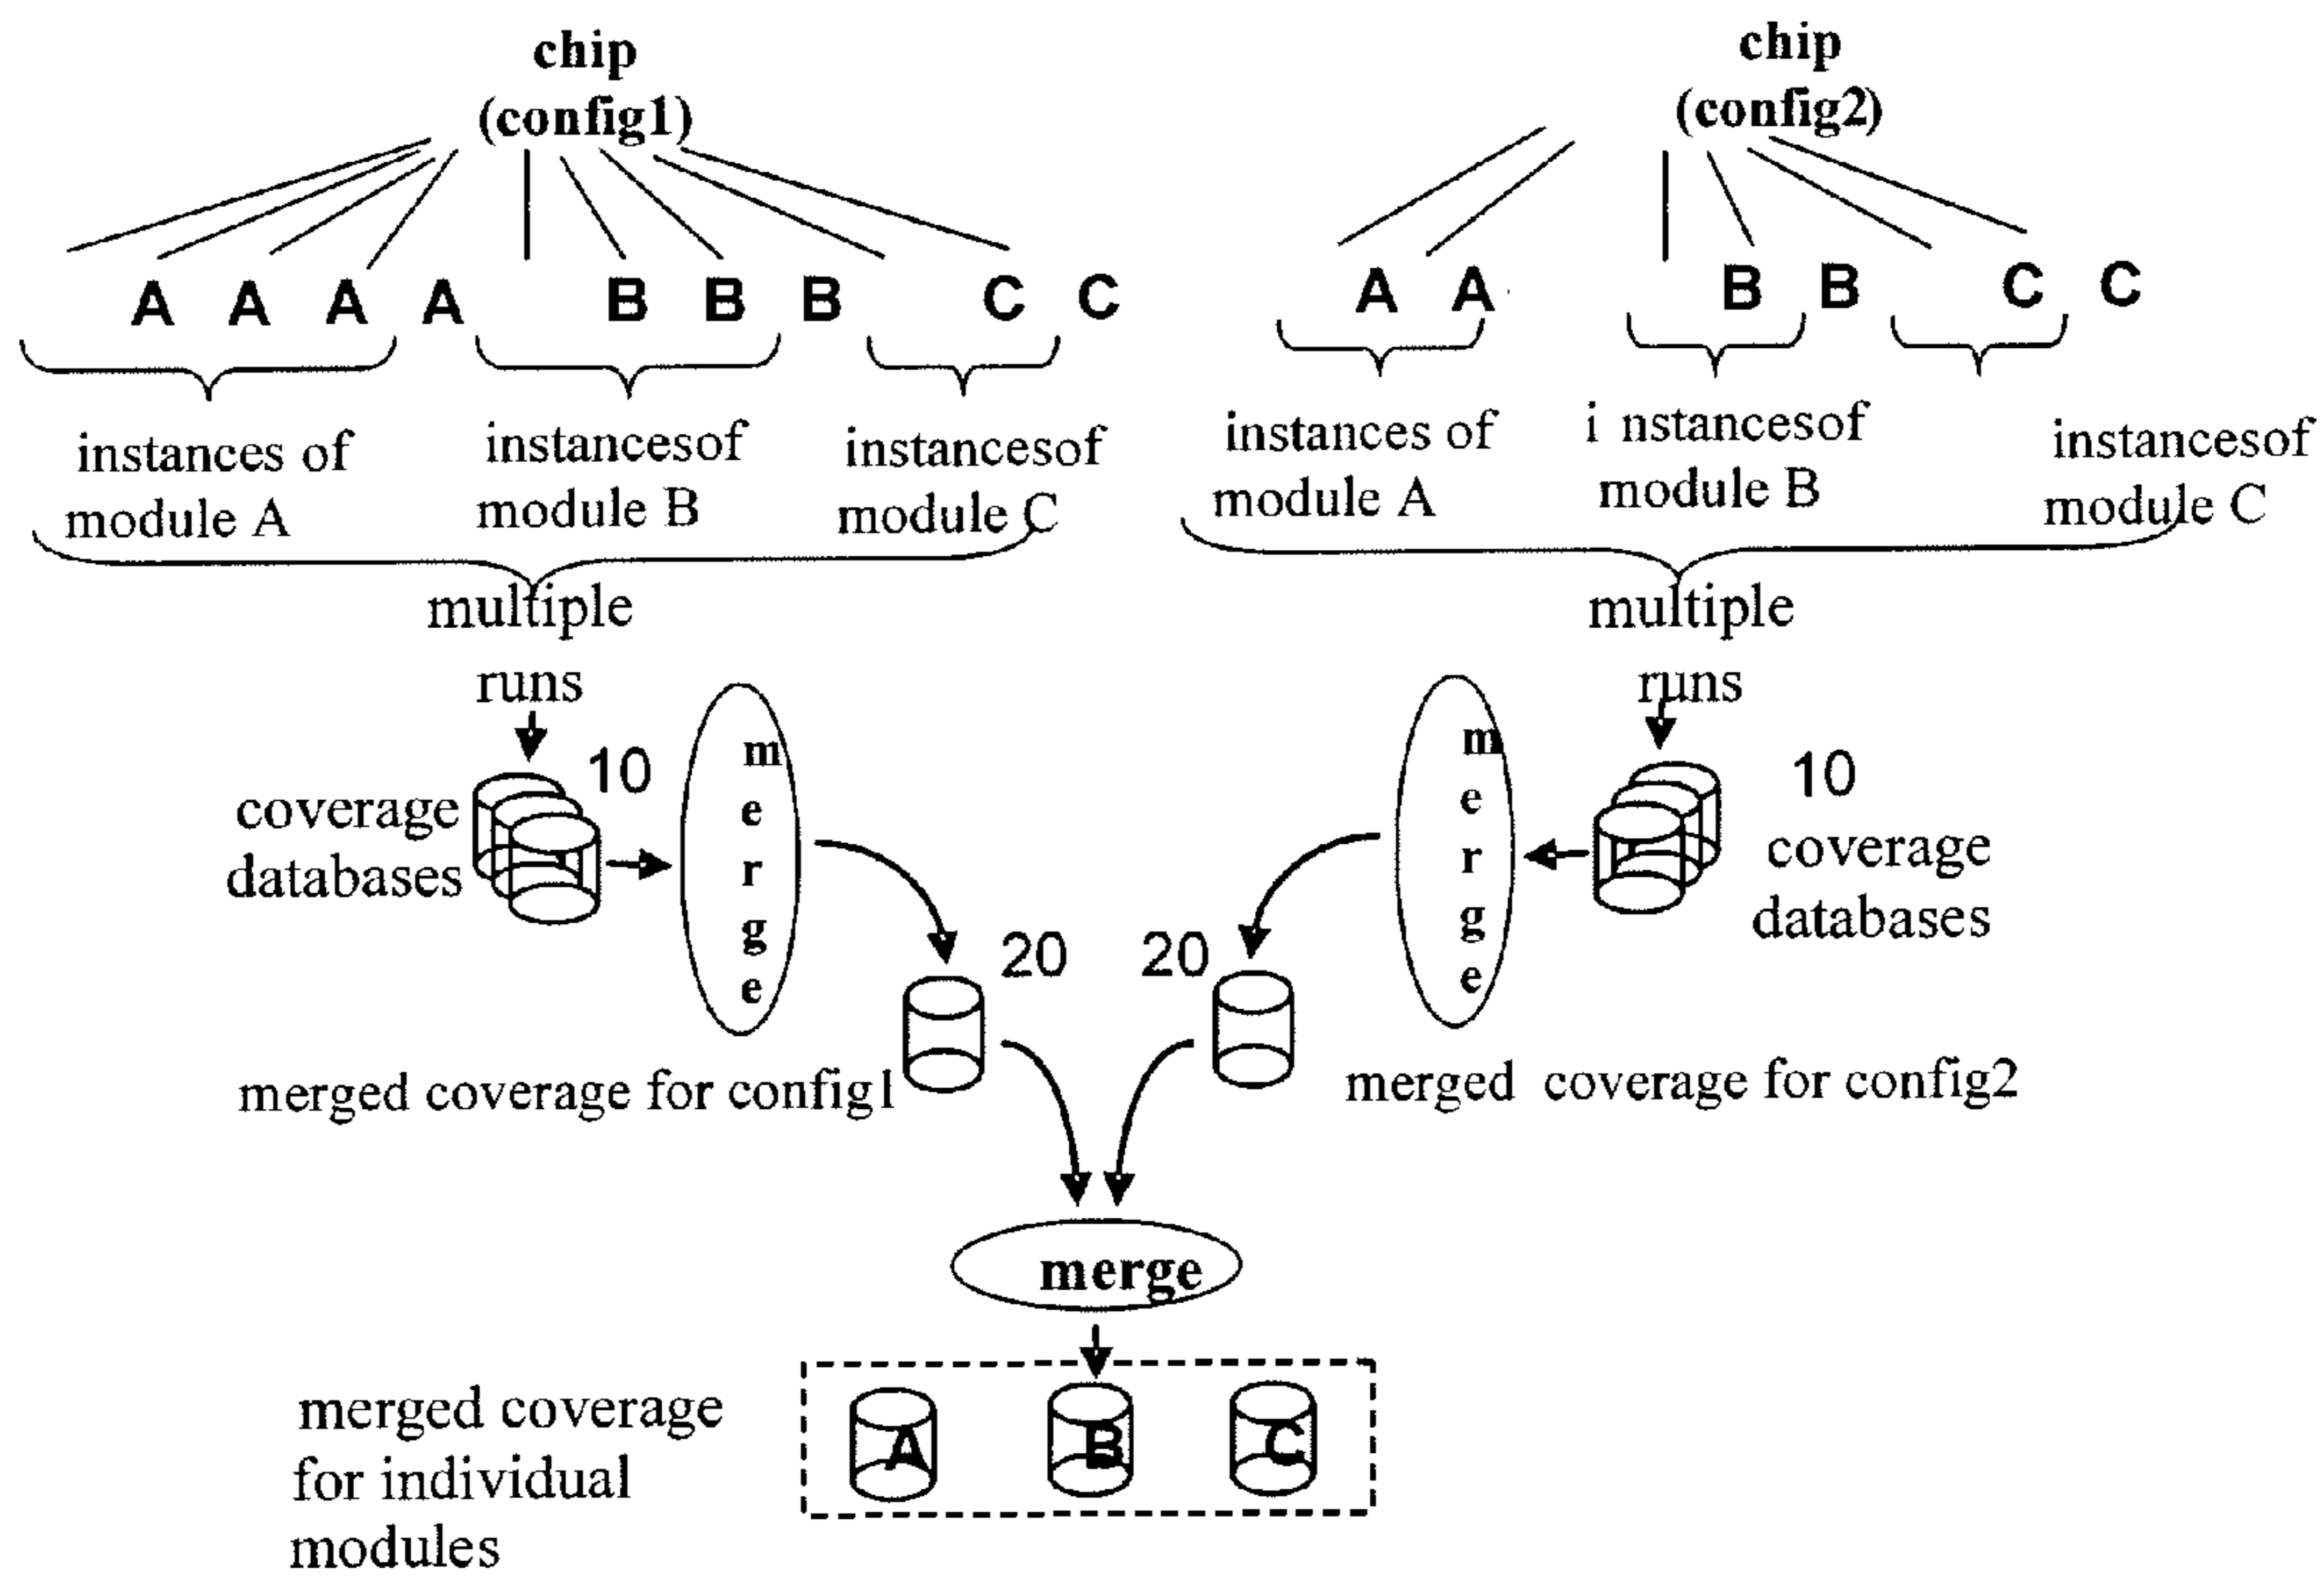 chip
(config1)
A A A A B B B C C
instances of
module A
instancesof
module B
instancesof
module C
multiple
runs
10
coverage
databases
m
e
r
g
e
20
merged coverage for config1
chip
(config2)
A A B B C C
instances of
module A
i nstancesof
module B
instancesof
module C
multiple
runs
10
coverage
databases
m
e
r
g
e
20
merged coverage for config2
merge
merged coverage
for individual
modules
A B C